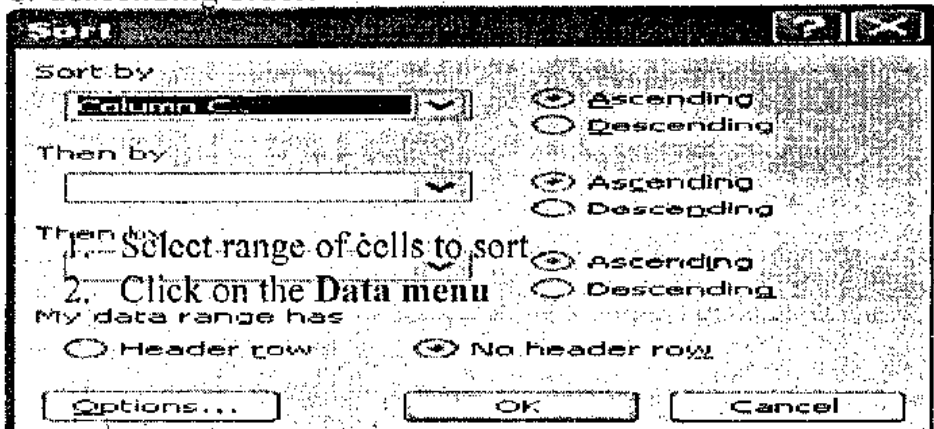 Sort
Sort by
Column C
Ascending
Descending
Then by
Ascending
Descending
Then by
1. Select range of cells to sort
Ascending
2. Click on the Data menu
Descending
My data range has
Header row
No header row
Options...
OK
Cancel